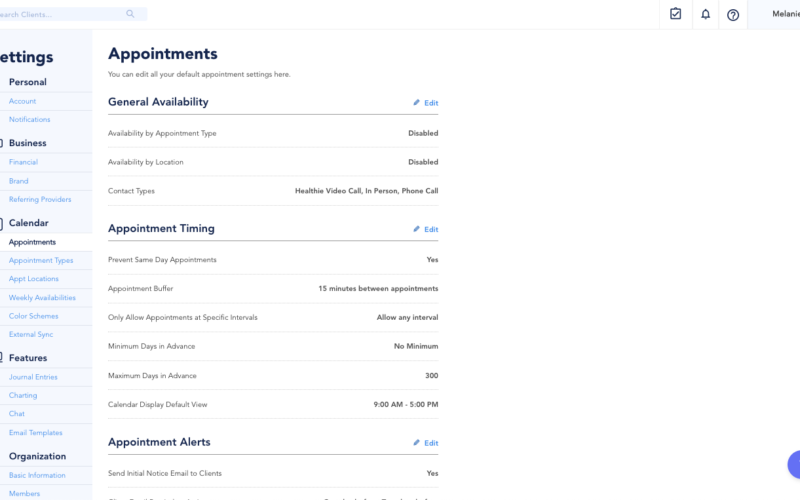 earch Clients...
Melanie
ettings
Personal
Account
Notifications
Business
Financial
Brand
Referring Providers
Calendar
Appointments
Appointment Types
Appt Locations
Weekly Availabilities
Color Schemes
External Sync
Features
Journal Entries
Charting
Chat
Email Templates
Organization
Basic Information
Members
Appointments
You can edit all your default appointment settings here.
General Availability Edit
Availability by Appointment Type Disabled
Availability by Location Disabled
Contact Types Healthie Video Call, In Person, Phone Call
Appointment Timing Edit
Prevent Same Day Appointments Yes
Appointment Buffer 15 minutes between appointments
Only Allow Appointments at Specific Intervals Allow any interval
Minimum Days in Advance No Minimum
Maximum Days in Advance 300
Calendar Display Default View 9:00 AM - 5:00 PM
Appointment Alerts Edit
Send Initial Notice Email to Clients Yes